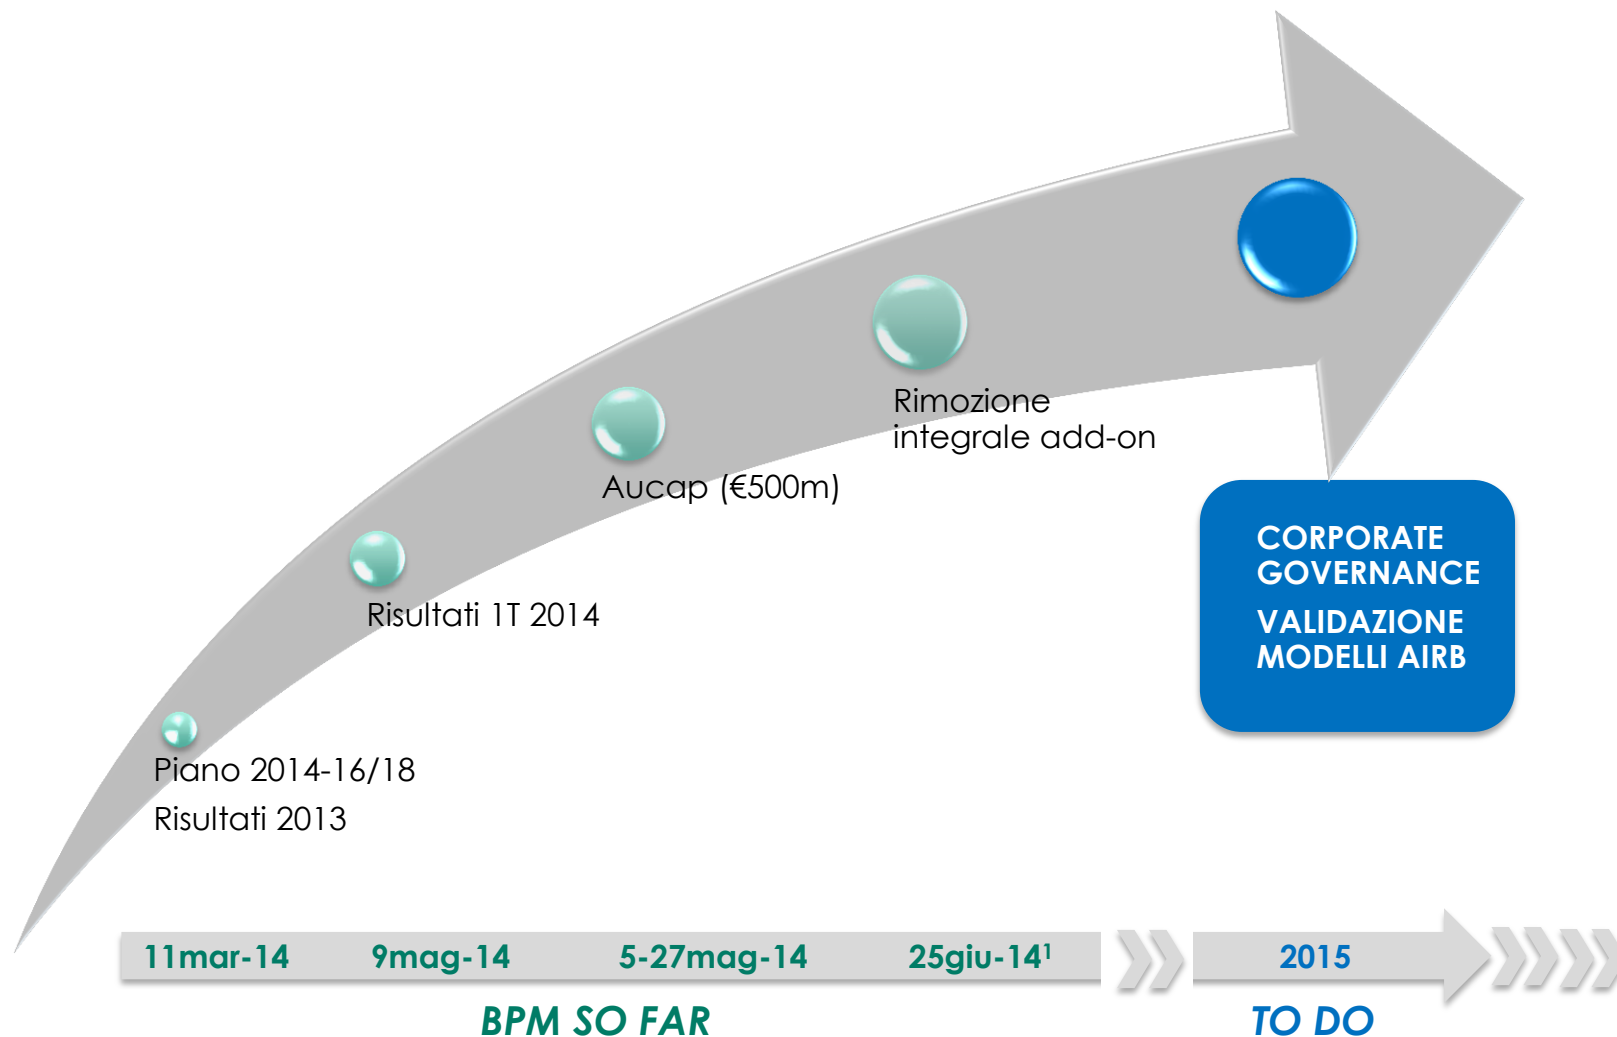 Rimozione
integrale add-on
Aucap (€500m)
Risultati 1T 2014
Piano 2014-16/18
Risultati 2013
CORPORATE
GOVERNANCE
VALIDAZIONE
MODELLI AIRB
11mar-14
9mag-14
5-27mag-14
25giu-14¹
2015
BPM SO FAR
TO DO